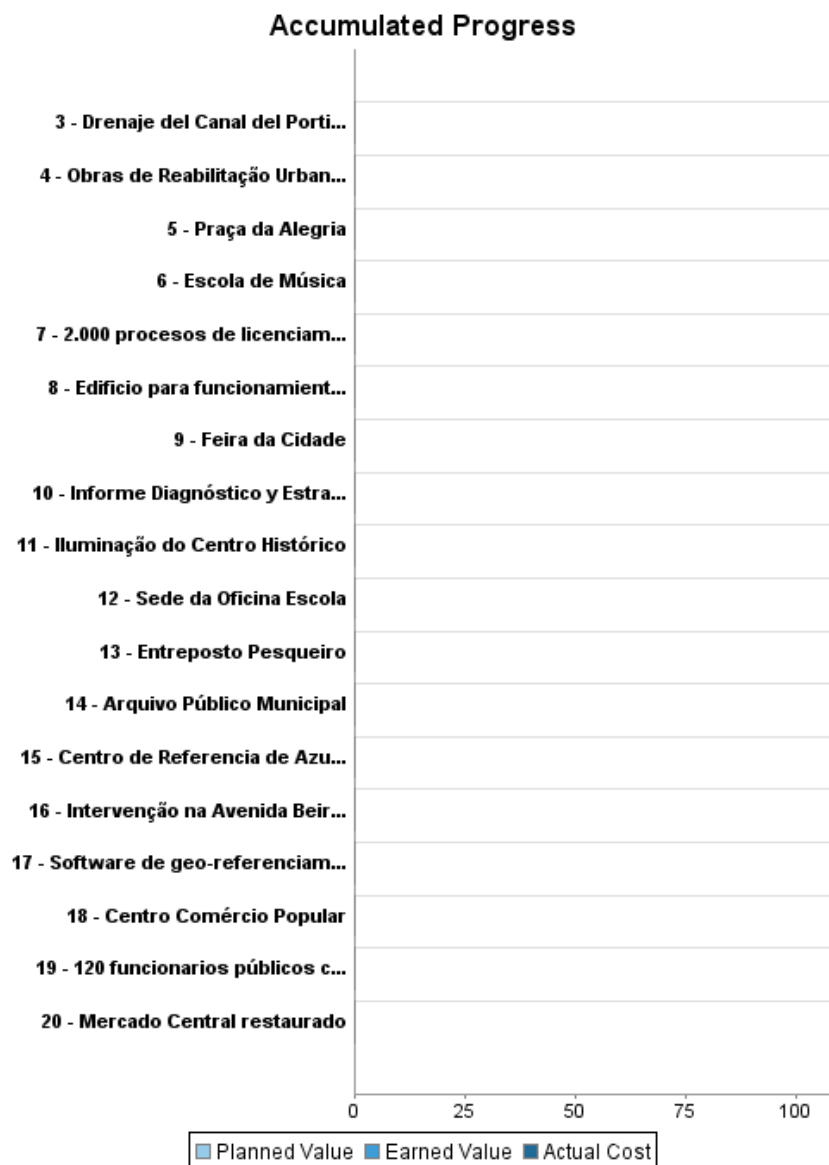 Accumulated Progress
3 - Drenaje del Canal del Porti...
4 - Obras de Reabilitação Urban...
5 - Praça da Alegria
6 - Escola de Música
7 - 2.000 procesos de licenciam...
8 - Edificio para funcionamient...
9 - Feira da Cidade
10 - Informe Diagnóstico y Estra...
11 - Iluminação do Centro Histórico
12 - Sede da Oficina Escola
13 - Entreposto Pesqueiro
14 - Arquivo Público Municipal
15 - Centro de Referencia de Azu...
16 - Intervenção na Avenida Beir...
17 - Software de geo-referenciam...
18 - Centro Comércio Popular
19 - 120 funcionarios públicos c...
20 - Mercado Central restaurado
0 25 50 75 100
Planned Value Earned Value Actual Cost